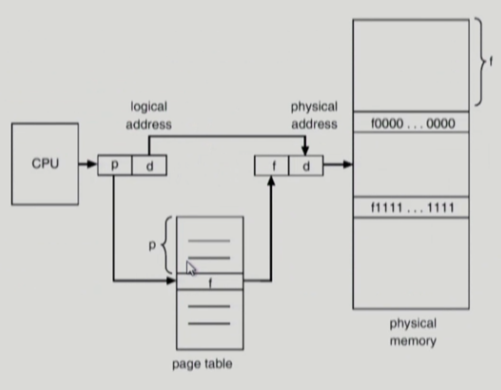 logical
address
physical
address
f
f0000 ... 0000
CPU
p d
f d
f1111 ... 1111
p
f
physical
memory
page table